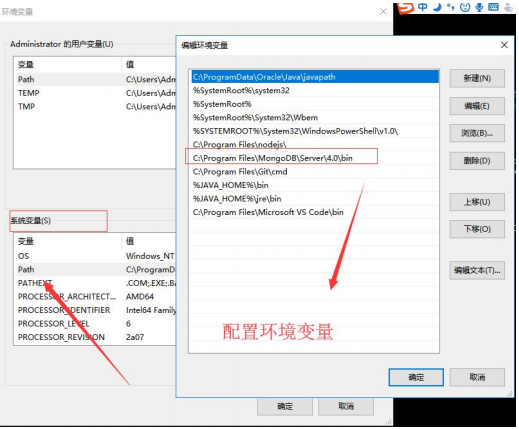 环境变量
中
Administrator 的用户变量(U)
变量 值
Path C:\Users\Adm
TEMP C:\Users\Adm
TMP C:\Users\Adm
系统变量(S)
变量 值
OS Windows_NT
Path C:\ProgramD
PATHEXT .COM;.EXE;.BA
PROCESSOR_ARCHITECT... AMD64
PROCESSOR_IDENTIFIER Intel64 Family
PROCESSOR_LEVEL 6
PROCESSOR_REVISION 2a07
确定 取消
编辑环境变量
C:\ProgramData\Oracle\Java\javapath
%SystemRoot%\system32
%SystemRoot%
%SystemRoot%\System32\Wbem
%SYSTEMROOT%\System32\WindowsPowerShell\v1.0\
C:\Program Files\nodejs\
C:\Program Files\MongoDB\Server\4.0\bin
C:\Program Files\Git\cmd
%JAVA_HOME%\bin
%JAVA_HOME%\jre\bin
C:\Program Files\Microsoft VS Code\bin
新建(N)
编辑(E)
浏览(B)...
删除(D)
上移(U)
下移(O)
编辑文本(T)...
配置环境变量
确定 取消